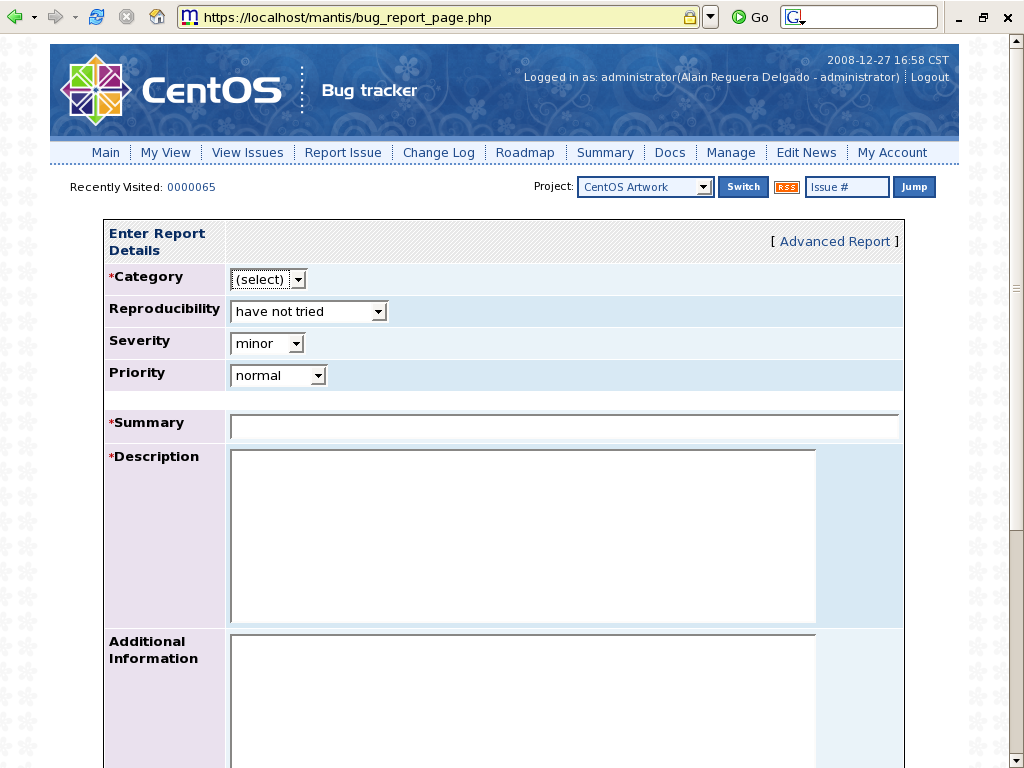 https://localhost/mantis/bug_report_page.php
Go
G
2008-12-27 16:58 CST
Logged in as: administrator(Alain Reguera Delgado - administrator) Logout
CentOS Bug tracker
Main My View View Issues Report Issue Change Log Roadmap Summary Docs Manage Edit News My Account
Recently Visited: 0000065 Project: CentOS Artwork Switch RSS Issue # Jump
Enter Report
Details
[ Advanced Report ]
*Category (select)
Reproducibility have not tried
Severity minor
Priority normal
*Summary
*Description
Additional
Information